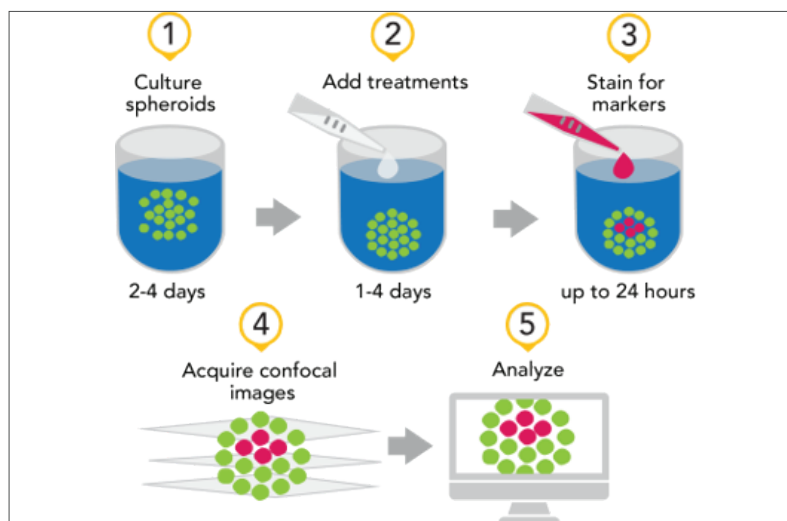 1
Culture
spheroids
2-4 days
2
Add treatments
1-4 days
3
Stain for
markers
up to 24 hours
4
Acquire confocal
images
5
Analyze